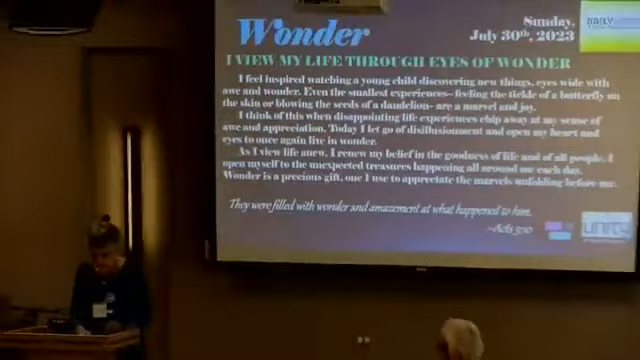 Wonder
Sunday,
July 30th, 2023
DAILY
I VIEW MY LIFE THROUGH EYES OF WONDER
I feel inspired watching a young child discovering new things, eyes wide with
awe and wonder. Even the smallest experiences–feeling the tickle of a butterfly on
the skin or blowing the seeds of a dandelion– are a marvel and joy.
I think of this when disappointing life experiences chip away at my sense of
awe and appreciation. Today I let go of disillusionment and open my heart and
eyes to once again live in wonder.
As I view life anew, I renew my belief in the goodness of life and of all people. I
open myself to the unexpected treasures happening all around me each day.
Wonder is a precious gift, one I use to appreciate the marvels unfolding before me.
They were filled with wonder and amazement at what happened to him.
~Acts 3:10
UNITY